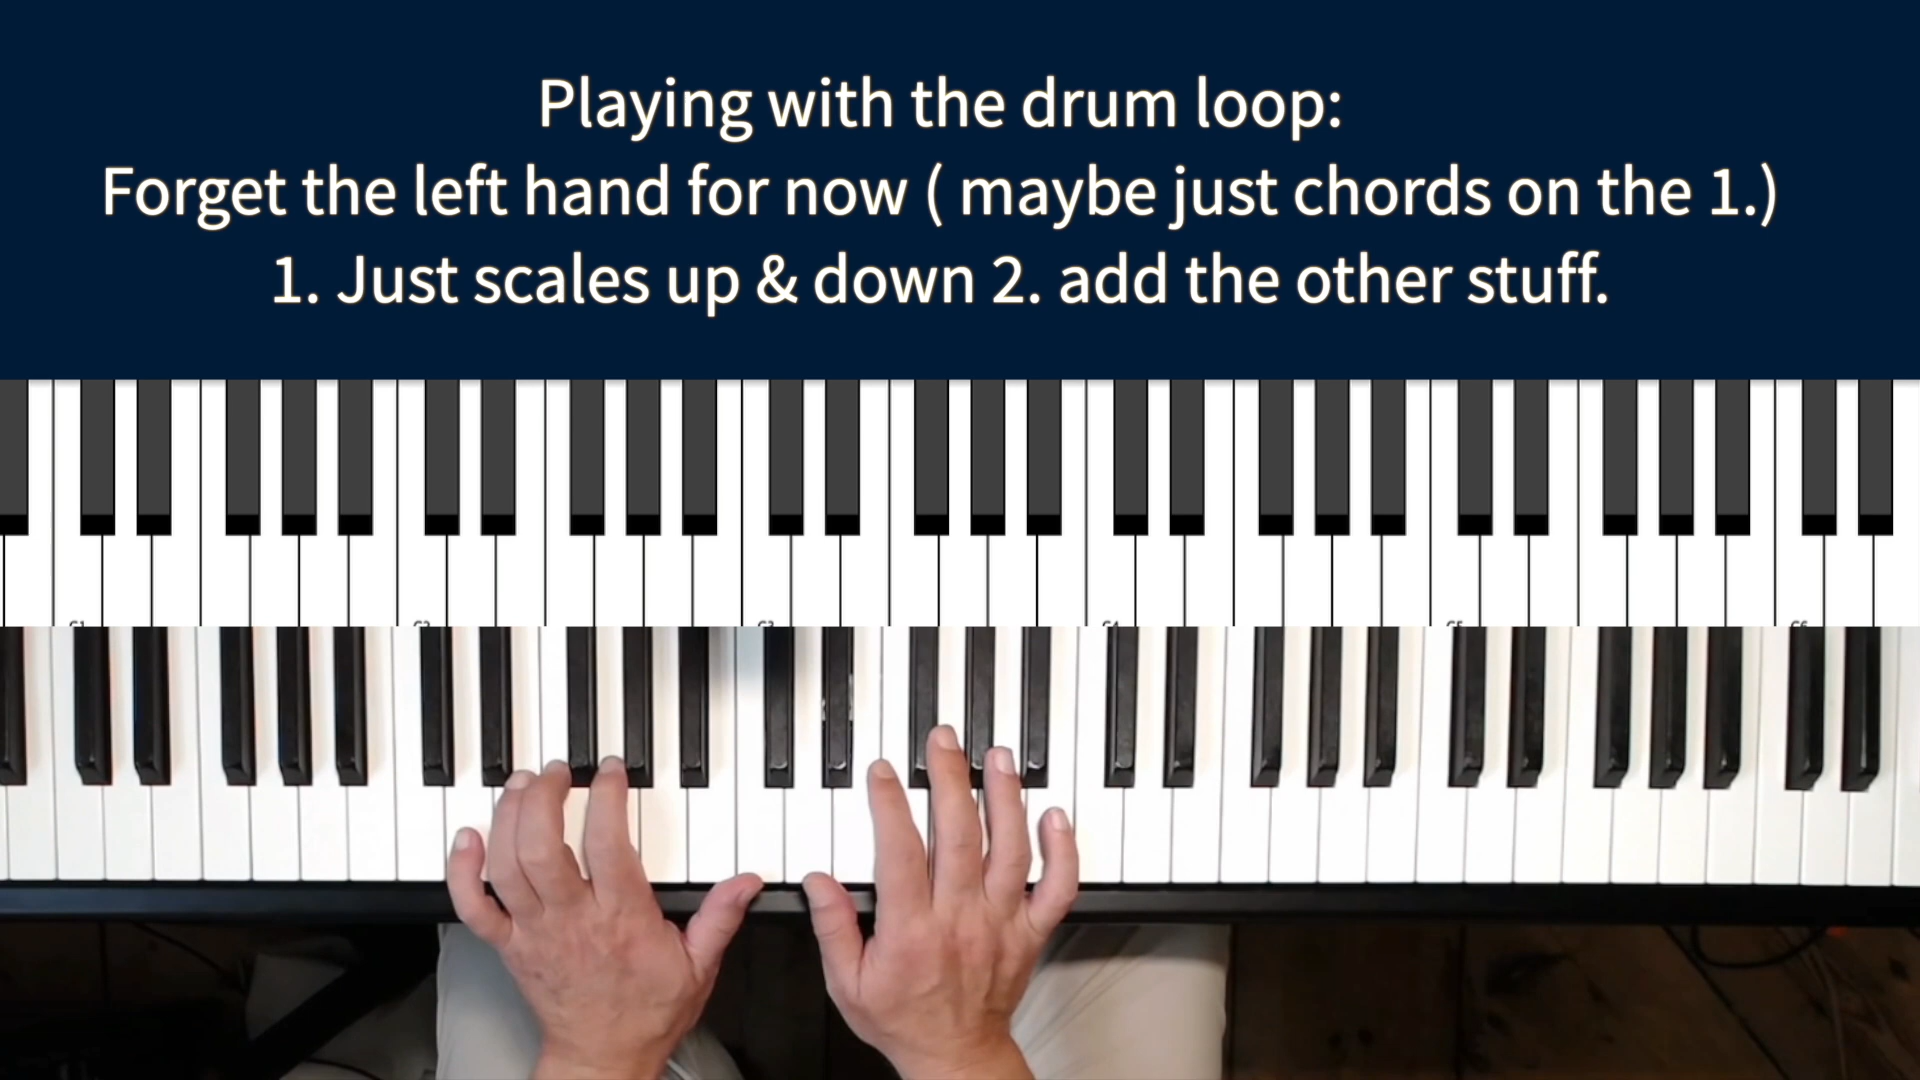 Playing with the drum loop:
Forget the left hand for now ( maybe just chords on the 1.)
1. Just scales up & down 2. add the other stuff.